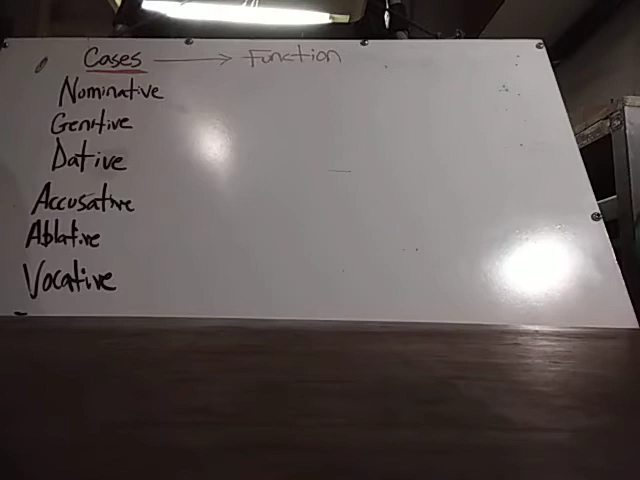 Cases → Function
Nominative
Genitive
Dative
Accusative
Ablative
Vocative